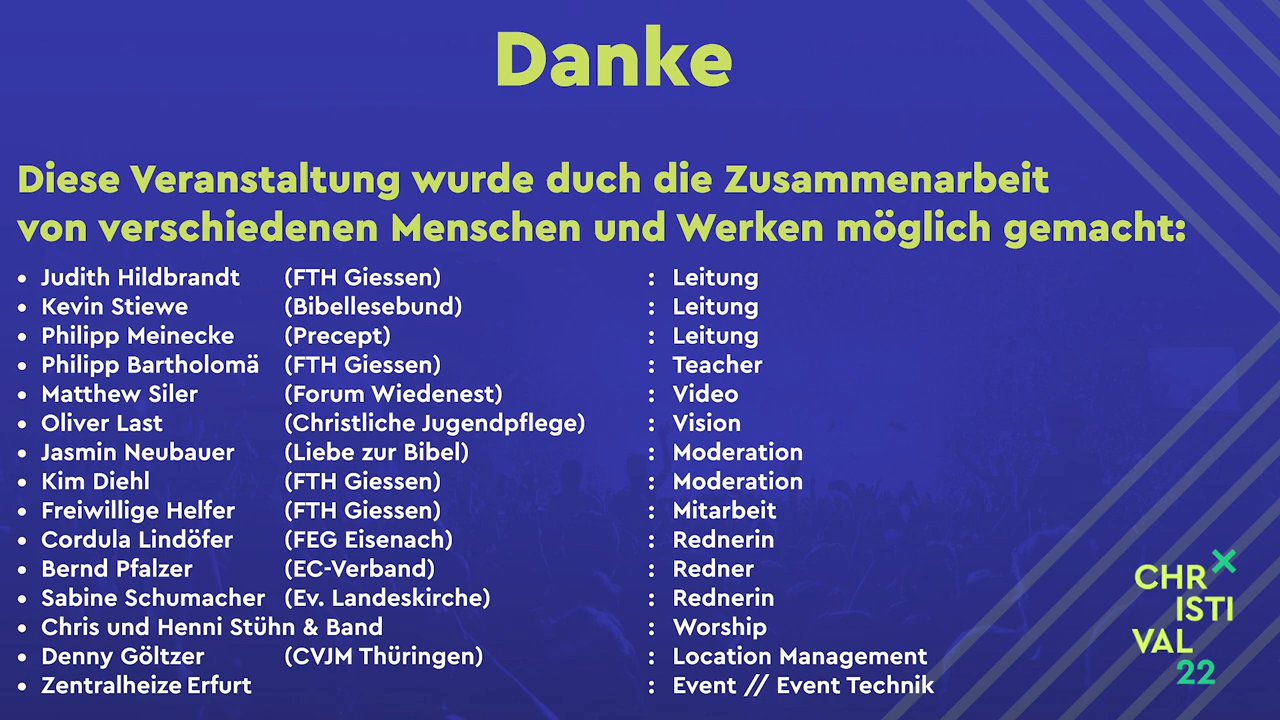 Danke
Diese Veranstaltung wurde duch die Zusammenarbeit
von verschiedenen Menschen und Werken möglich gemacht:
• Judith Hildbrandt (FTH Giessen) : Leitung
• Kevin Stiewe (Bibellesebund) : Leitung
• Philipp Meinecke (Precept) : Leitung
• Philipp Bartholomä (FTH Giessen) : Teacher
• Matthew Siler (Forum Wiedenest) : Video
• Oliver Last (Christliche Jugendpflege) : Vision
• Jasmin Neubauer (Liebe zur Bibel) : Moderation
• Kim Diehl (FTH Giessen) : Moderation
• Freiwillige Helfer (FTH Giessen) : Mitarbeit
• Cordula Lindöfer (FEG Eisenach) : Rednerin
• Bernd Pfalzer (EC-Verband) : Redner
• Sabine Schumacher (Ev. Landeskirche) : Rednerin
• Chris und Henni Stühn & Band : Worship
• Denny Göltzer (CVJM Thüringen) : Location Management
• Zentralheize Erfurt : Event // Event Technik
CHR
ISTI
VAL
22